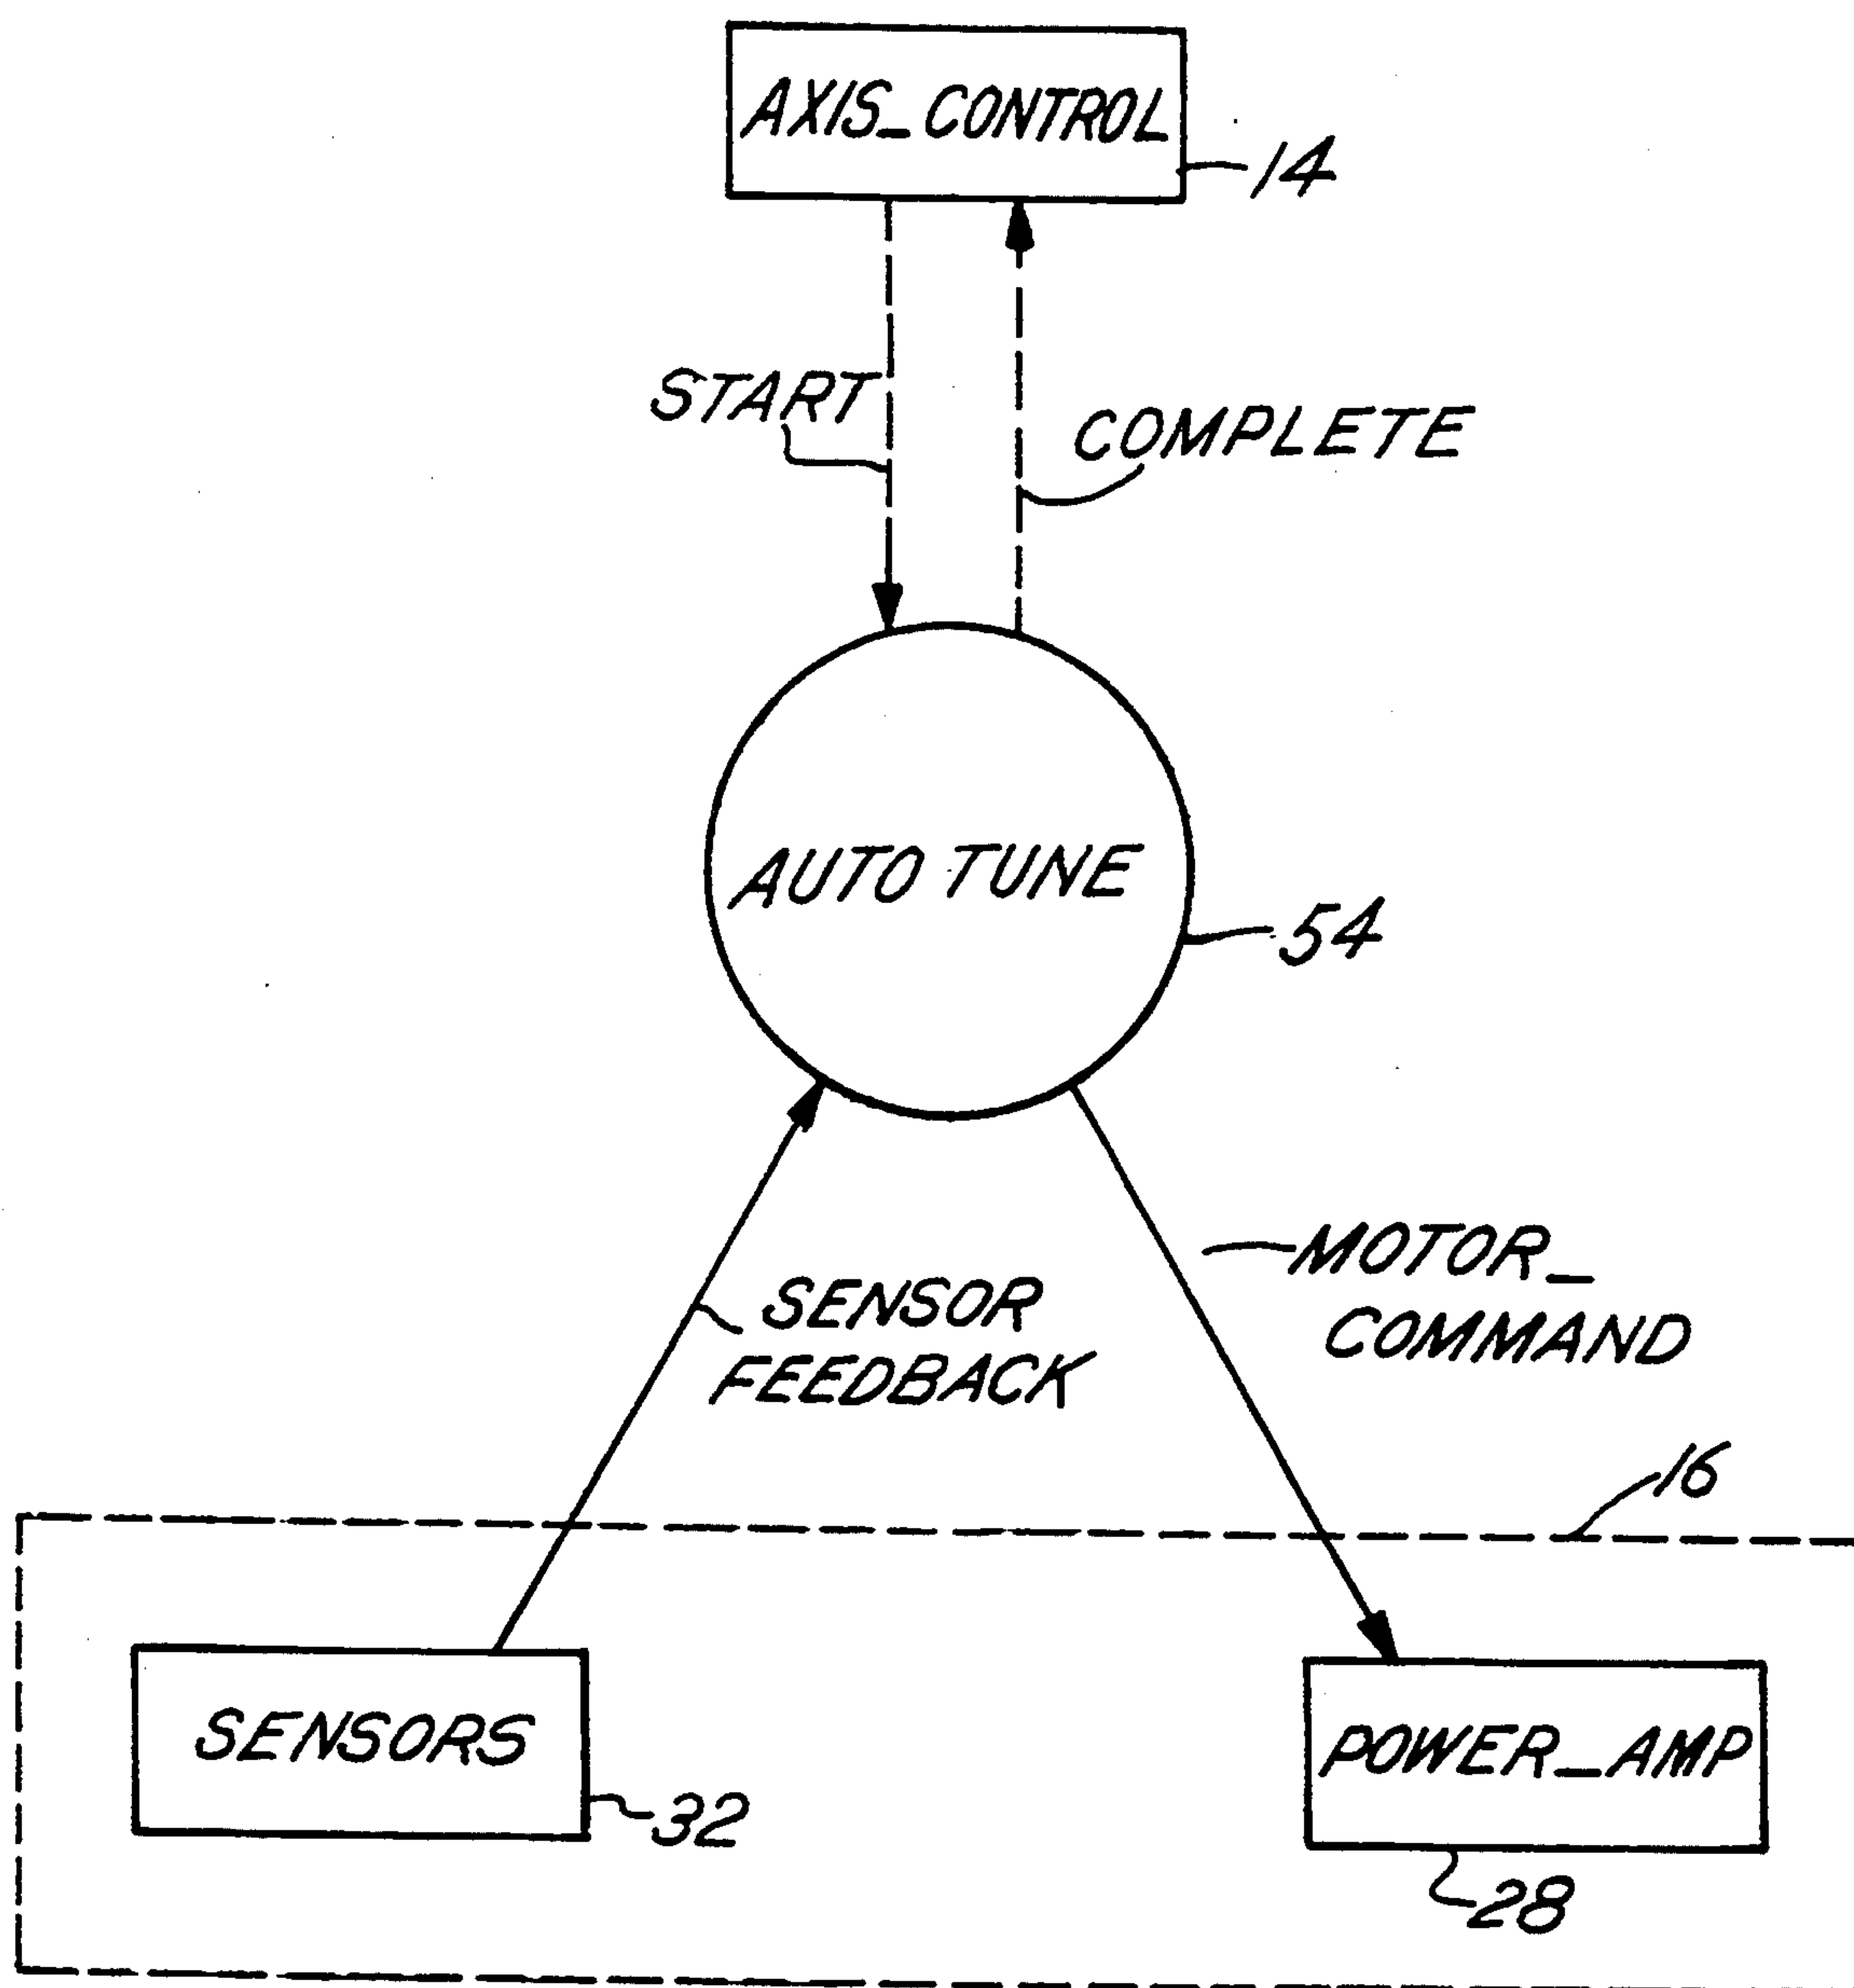 AXIS_CONTROL
14
START
COMPLETE
AUTO TUNE
54
MOTOR_
COMMAND
SENSOR
FEEDBACK
16
SENSORS
32
POWER_AMP
28